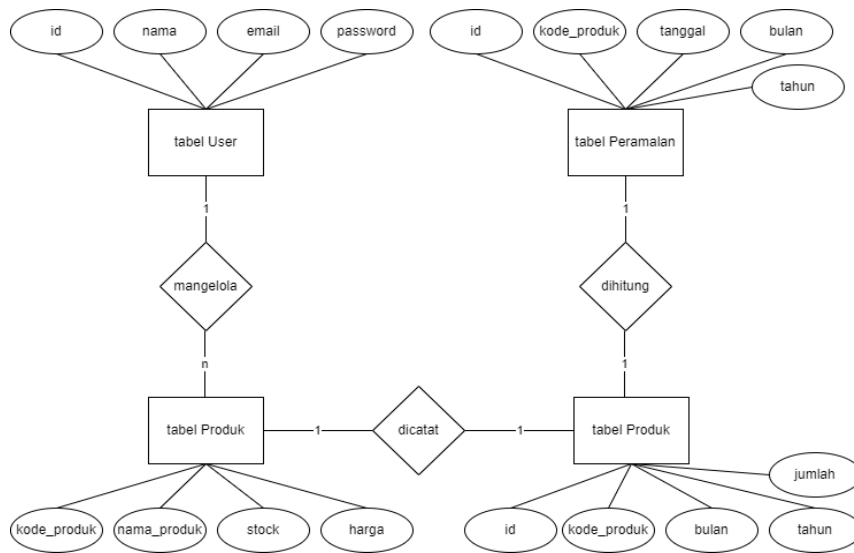 id
nama
email
password
id
kode_produk
tanggal
bulan
tahun
tabel User
tabel Peramalan
1
1
mangelola
dihitung
n
1
tabel Produk
1
dicatat
1
tabel Produk
jumlah
kode_produk
nama_produk
stock
harga
id
kode_produk
bulan
tahun